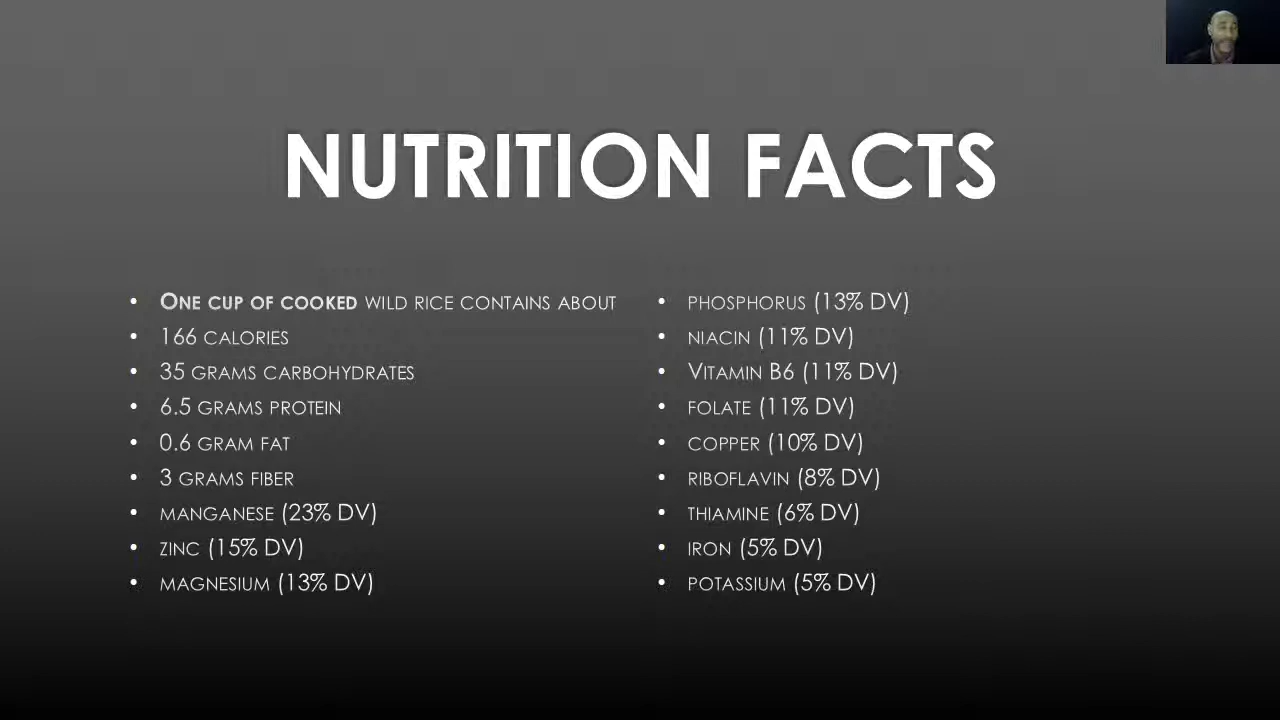 NUTRITION FACTS
• One cup of cooked wild rice contains about
• 166 calories
• 35 grams carbohydrates
• 6.5 grams protein
• 0.6 gram fat
• 3 grams fiber
• manganese (23% DV)
• zinc (15% DV)
• magnesium (13% DV)
• phosphorus (13% DV)
• niacin (11% DV)
• Vitamin B6 (11% DV)
• folate (11% DV)
• copper (10% DV)
• riboflavin (8% DV)
• thiamine (6% DV)
• iron (5% DV)
• potassium (5% DV)